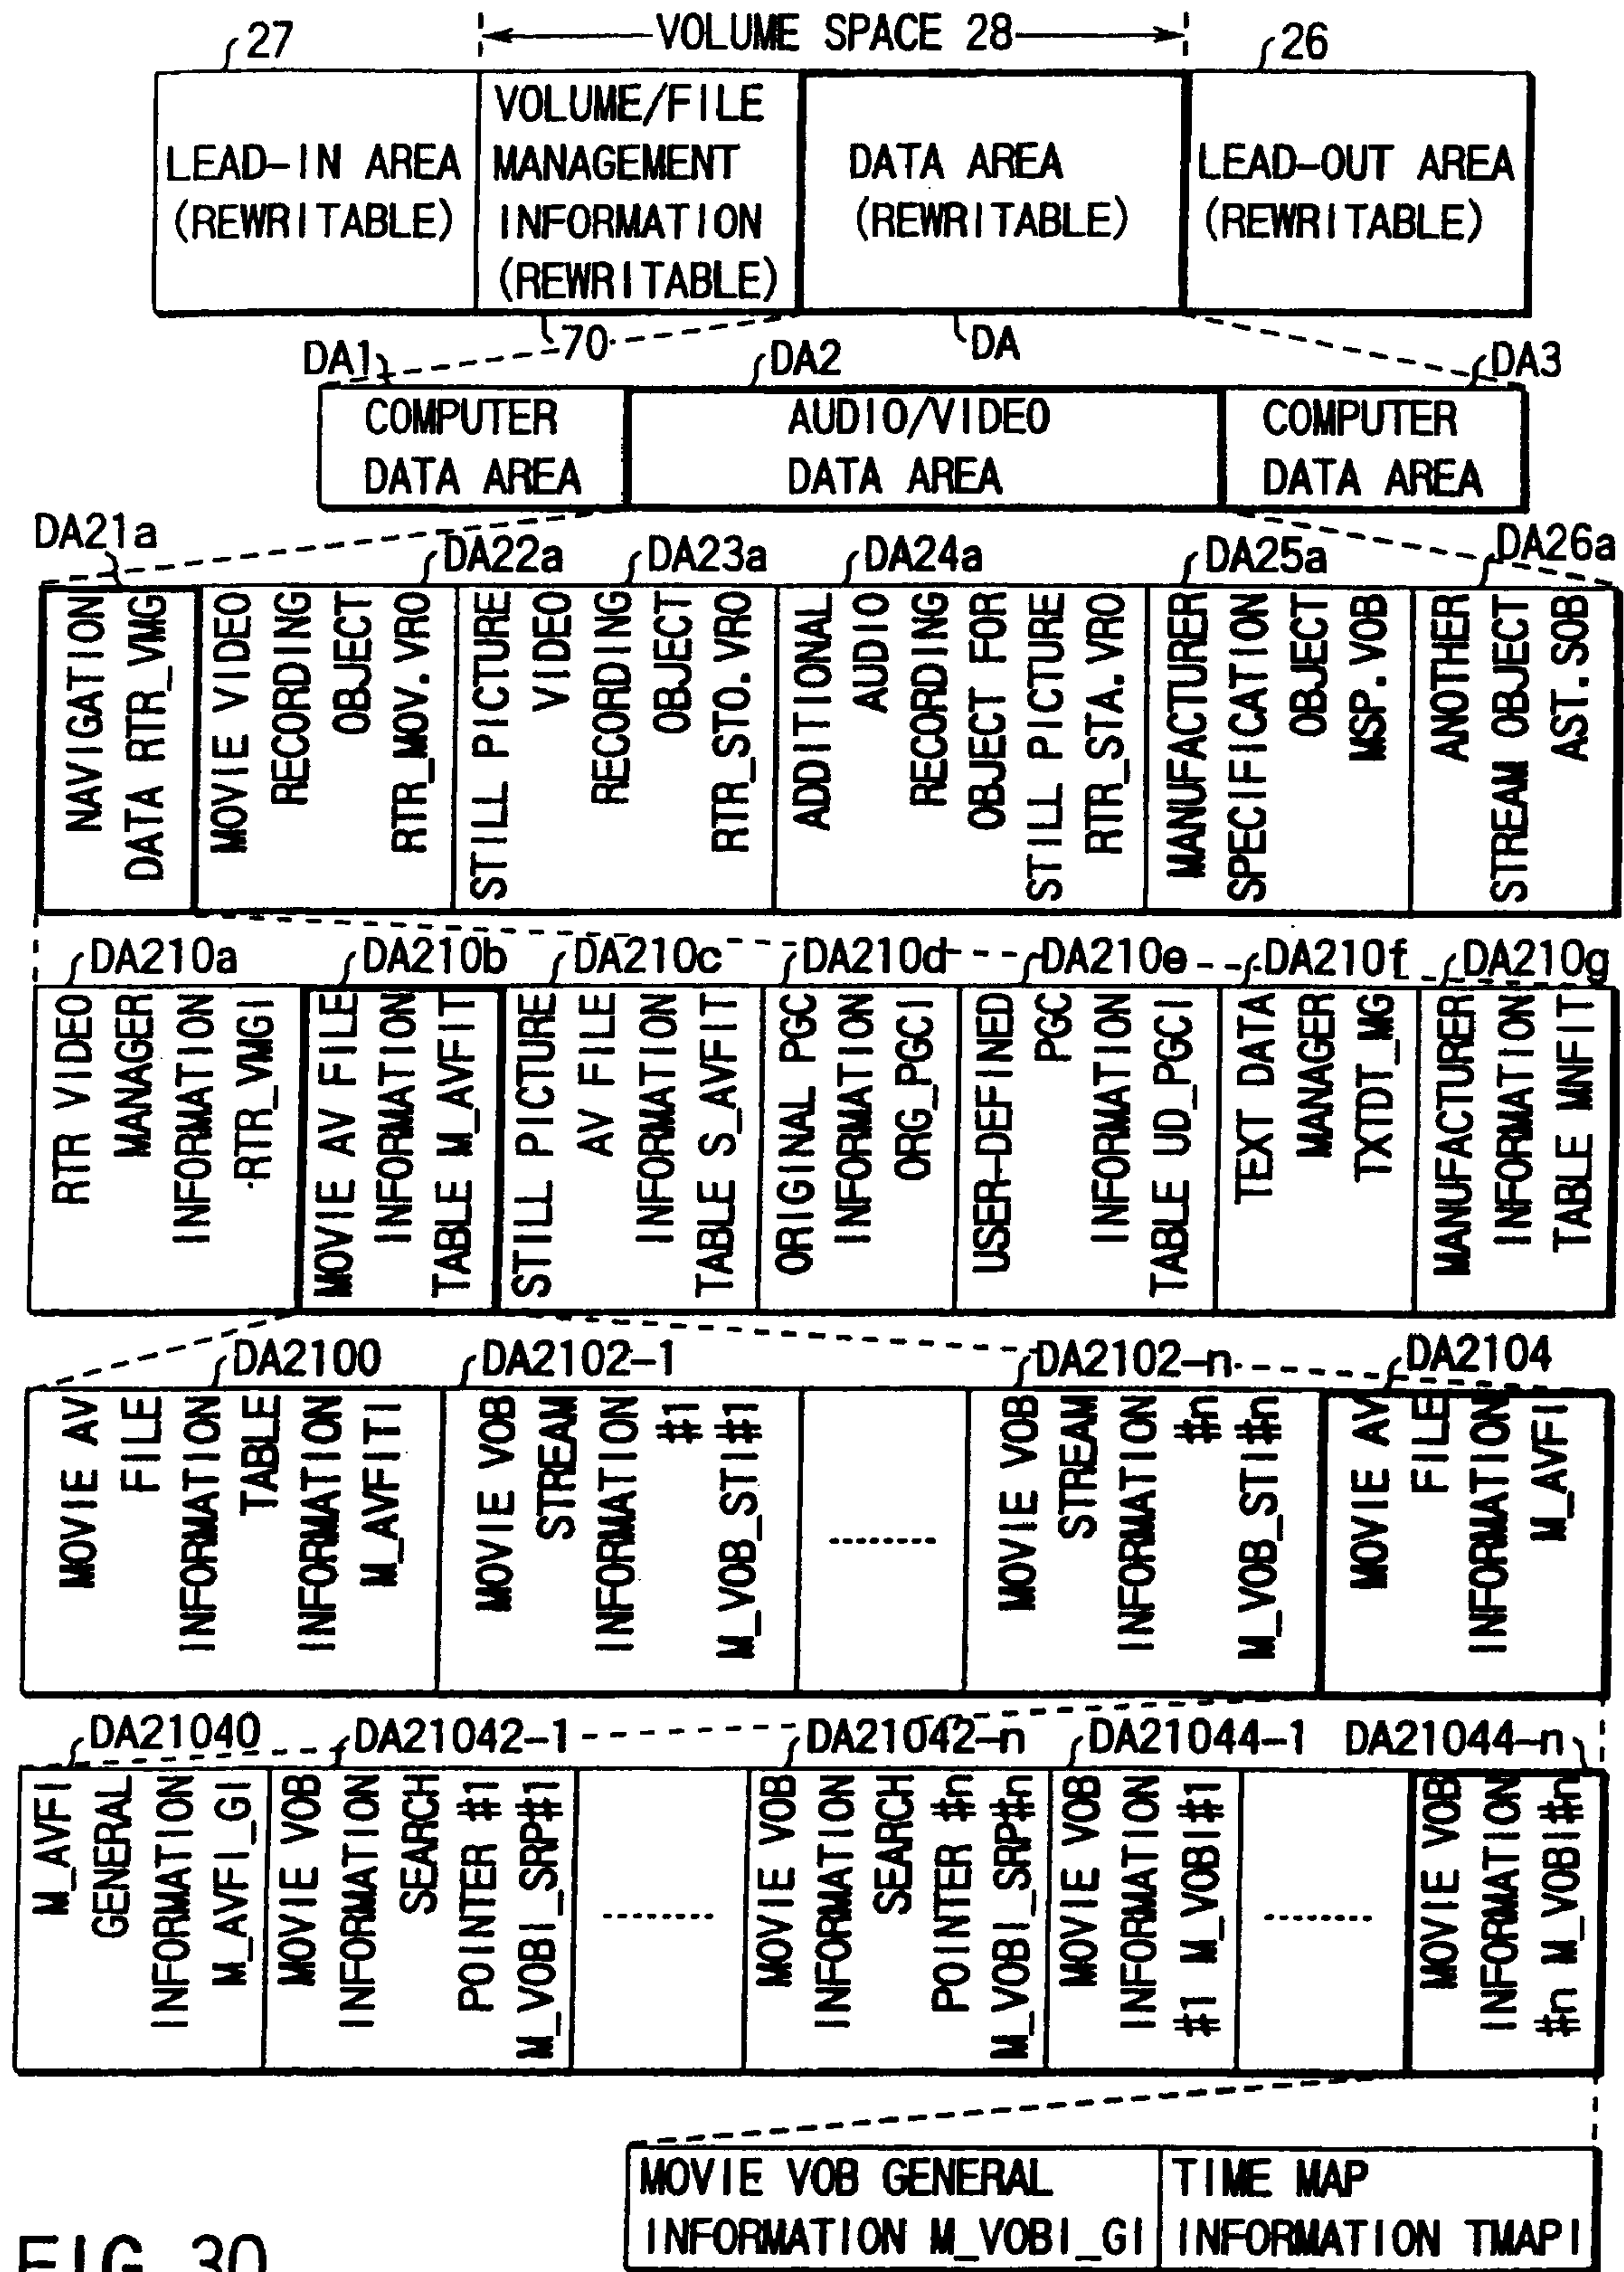 27
VOLUME SPACE 28
26
LEAD-IN AREA
(REWRITABLE)
VOLUME/FILE
MANAGEMENT
INFORMATION
(REWRITABLE)
DATA AREA
(REWRITABLE)
LEAD-OUT AREA
(REWRITABLE)
70
DA
DA1
DA2
DA3
COMPUTER
DATA AREA
AUDIO/VIDEO
DATA AREA
COMPUTER
DATA AREA
DA21a
DA22a
DA23a
DA24a
DA25a
DA26a
NAVIGATION
DATA RTR_VMG
MOVIE VIDEO
RECORDING
OBJECT
RTR_MOV.VRO
STILL PICTURE
VIDEO
RECORDING
OBJECT
RTR_STO.VRO
ADDITIONAL
AUDIO
RECORDING
OBJECT FOR
STILL PICTURE
RTR_STA.VRO
MANUFACTURER
SPECIFICATION
OBJECT
MSP.VOB
ANOTHER
STREAM OBJECT
AST.SOB
DA210a
DA210b
DA210c
DA210d
DA210e
DA210f
DA210g
RTR VIDEO
MANAGER
INFORMATION
RTR_VMGI
MOVIE AV FILE
INFORMATION
TABLE M_AVFIT
STILL PICTURE
AV FILE
INFORMATION
TABLE S_AVFIT
ORIGINAL PGC
INFORMATION
ORG_PGCI
USER-DEFINED
PGC
INFORMATION
TABLE UD_PGCI
TEXT DATA
MANAGER
TXTDT_MG
MANUFACTURER
INFORMATION
TABLE MNFIT
DA2100
DA2102-1
DA2102-n
DA2104
MOVIE AV
FILE
INFORMATION
TABLE
INFORMATION
M_AVFITI
MOVIE VOB
STREAM
INFORMATION
#1
M_VOB_STI#1
MOVIE VOB
STREAM
INFORMATION
#n
M_VOB_STI#n
MOVIE AV
FILE
INFORMATION
M_AVFI
DA21040
DA21042-1
DA21042-n
DA21044-1
DA21044-n
M_AVFI
GENERAL
INFORMATION
M_AVFI_GI
MOVIE VOB
INFORMATION
SEARCH
POINTER #1
M_VOBI_SRP#1
MOVIE VOB
INFORMATION
SEARCH
POINTER #n
M_VOBI_SRP#n
MOVIE VOB
INFORMATION
#1 M_VOBI#1
MOVIE VOB
INFORMATION
#n M_VOBI#n
MOVIE VOB GENERAL
INFORMATION M_VOBI_GI
TIME MAP
INFORMATION TMAPI
FIG. 30